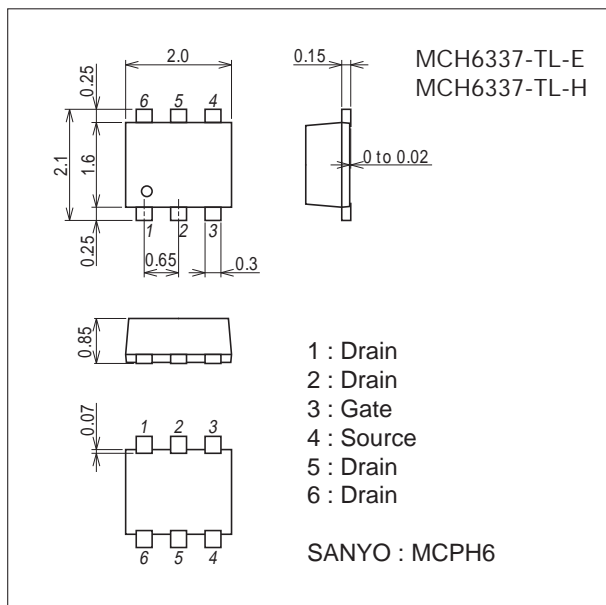 2.0
0.25
6 5 4
2.1
1.6
0.25
1 2 3
0.65
0.3
0.15
MCH6337-TL-E
MCH6337-TL-H
0 to 0.02
0.85
0.07
1 2 3
6 5 4
1 : Drain
2 : Drain
3 : Gate
4 : Source
5 : Drain
6 : Drain
SANYO : MCPH6